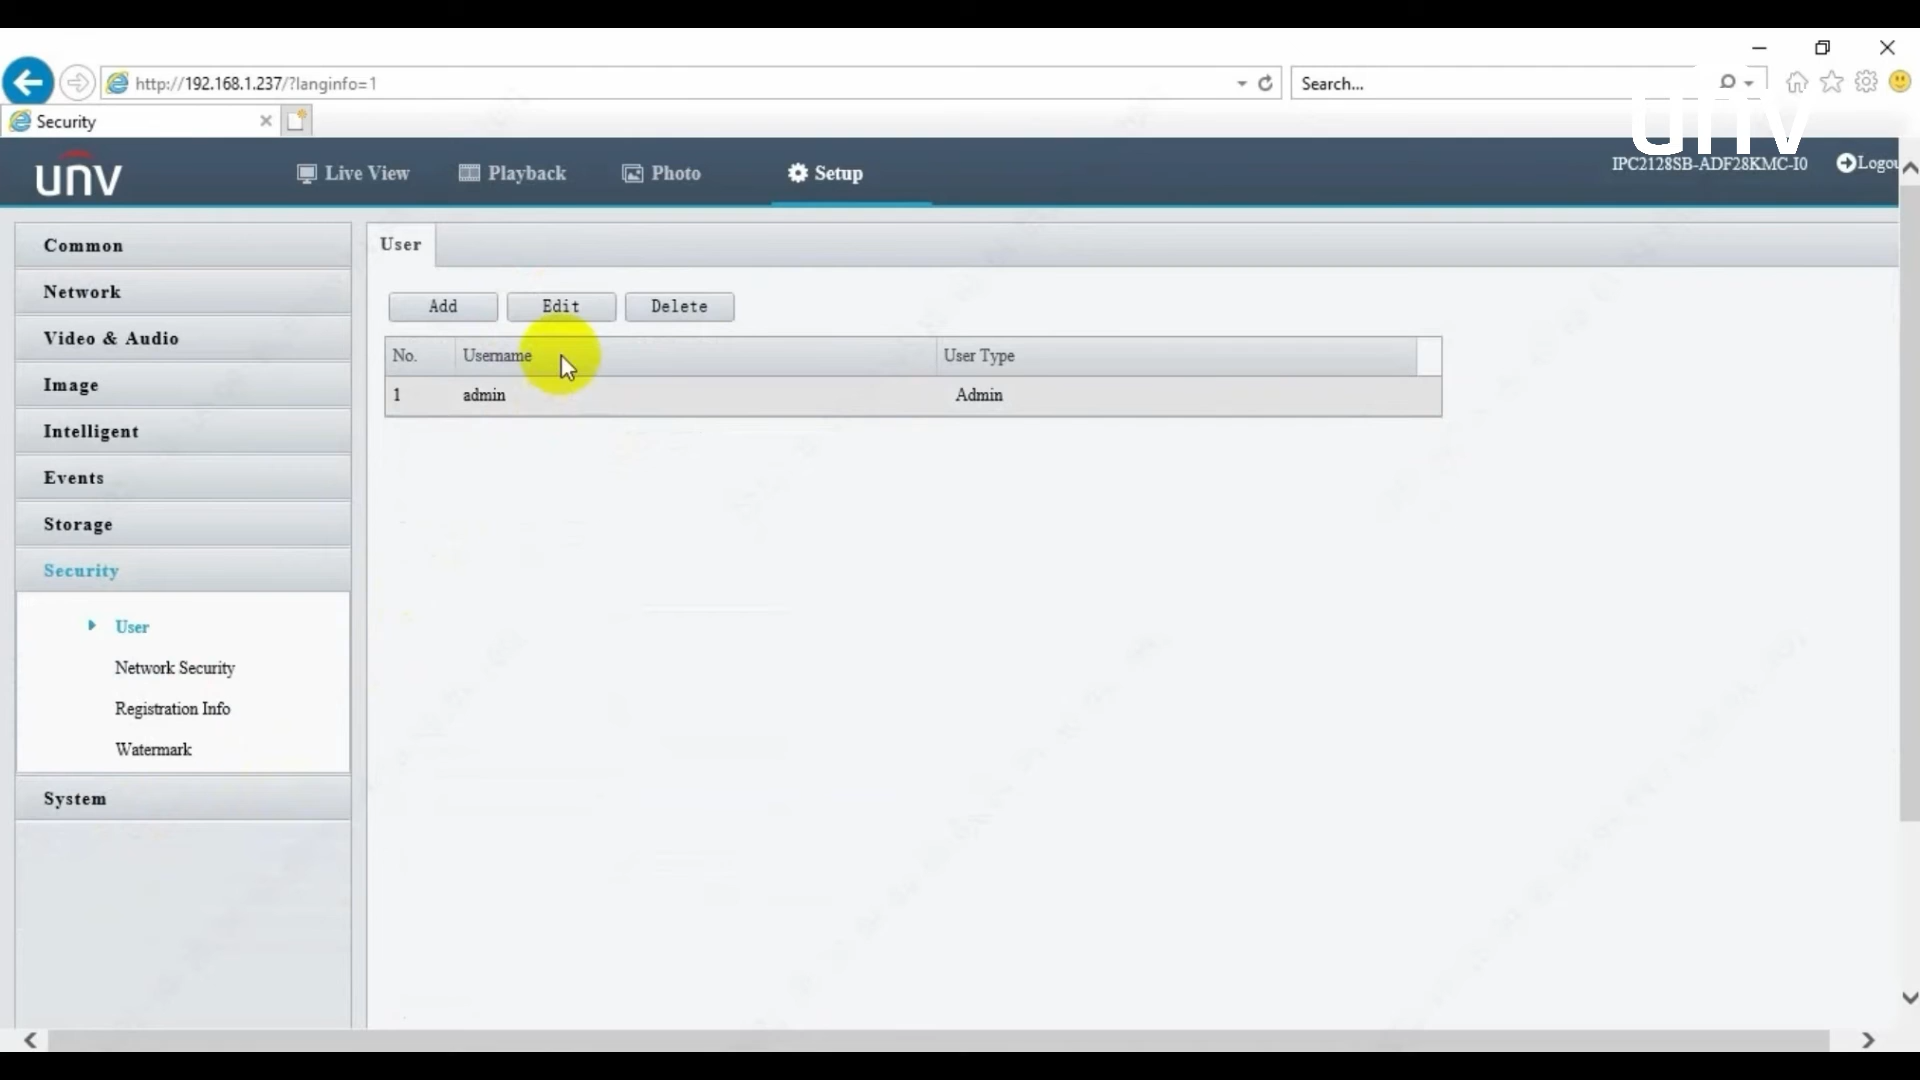 http://192.168.1.237/?langinfo=1
Search...
Security
unv
unv
Live View
Playback
Photo
Setup
IPC2128SB-ADF28KMC-I0
Logou
Common
Network
Video & Audio
Image
Intelligent
Events
Storage
Security
User
Network Security
Registration Info
Watermark
System
User
Add Edit Delete
No. Username User Type
1 admin Admin